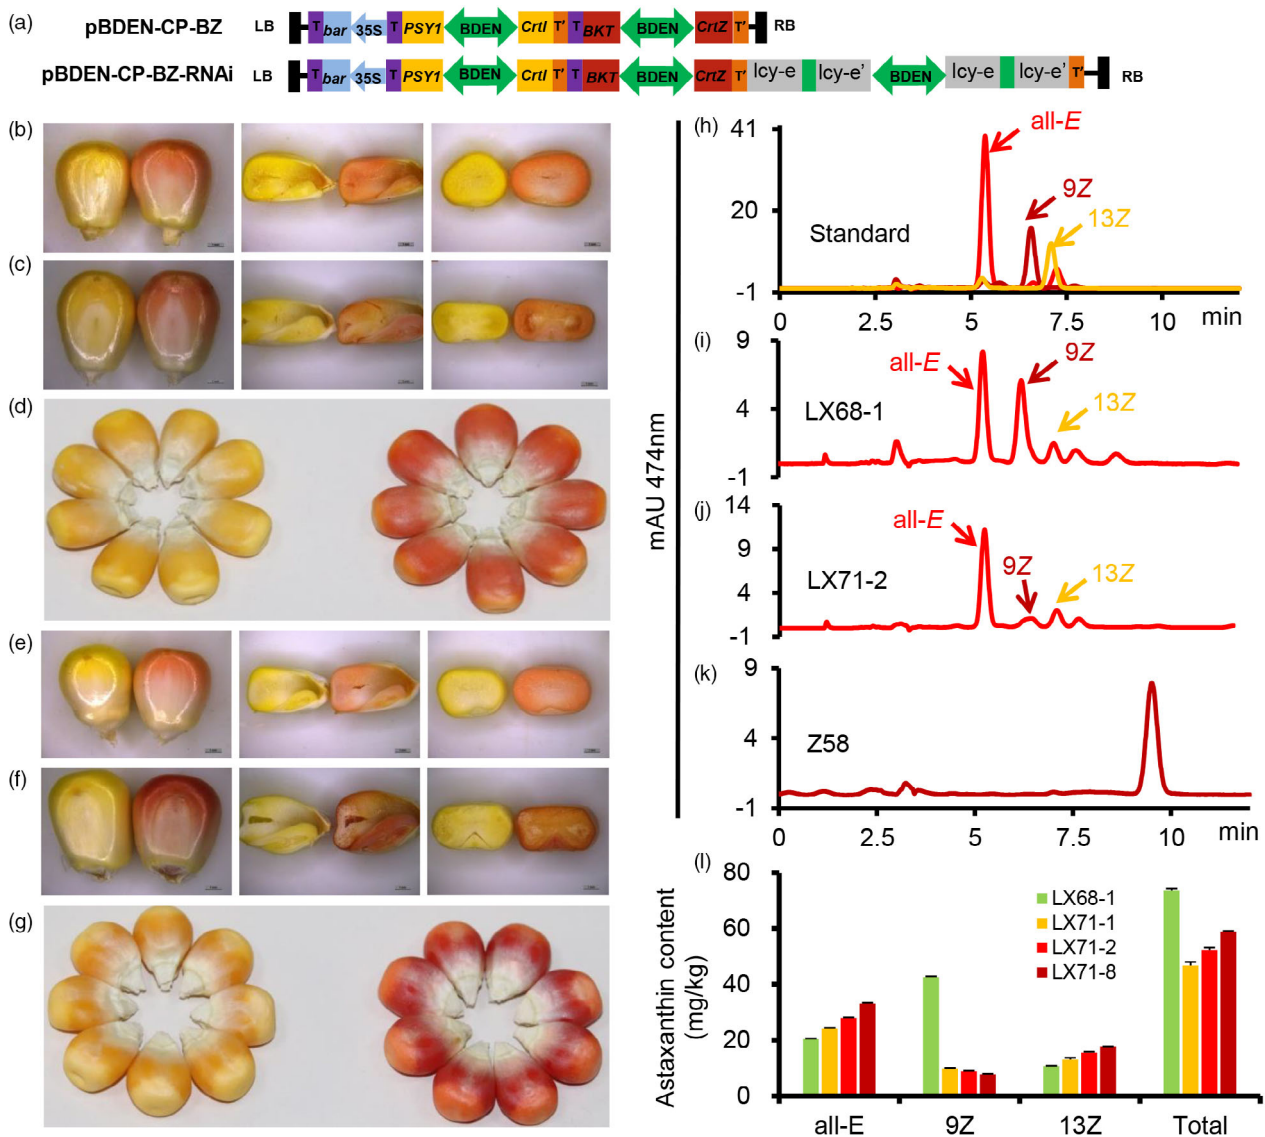 (a)
pBDEN-CP-BZ
LB T bar 35S T PSY1 BDEN CrtI T' T BKT BDEN CrtZ T' RB
pBDEN-CP-BZ-RNAi
LB T bar 35S T PSY1 BDEN CrtI T' T BKT BDEN CrtZ T' lcy-e lcy-e' BDEN lcy-e lcy-e' T' RB
(b)
(c)
(d)
(e)
(f)
(g)
mAU 474nm
(h)
41
20
-1
Standard
all-E
9Z
13Z
0 2.5 5 7.5 10 min
(i)
9
4
-1
LX68-1
all-E
9Z
13Z
(j)
14
9
4
-1
LX71-2
all-E
9Z
13Z
(k)
9
4
-1
Z58
0 2.5 5 7.5 10 min
(l)
Astaxanthin content
(mg/kg)
80
60
40
20
0
LX68-1
LX71-1
LX71-2
LX71-8
all-E 9Z 13Z Total